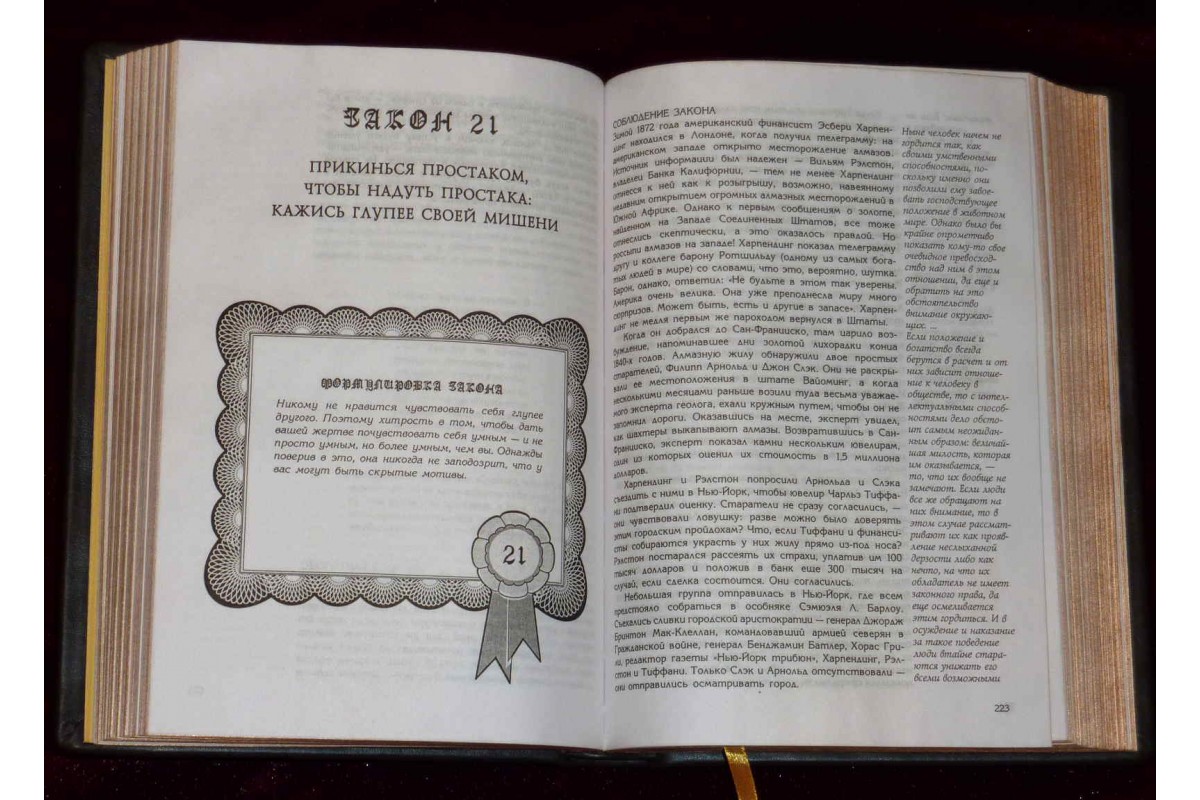 ЗАКОН 21
ПРИКИНЬСЯ ПРОСТАКОМ,
ЧТОБЫ НАДУТЬ ПРОСТАКА:
КАЖИСЬ ГЛУПЕЕ СВОЕЙ МИШЕНИ
ФОРМУЛИРОВКА ЗАКОНА
Никому не нравится чувствовать себя глупее
другого. Поэтому хитрость в том, чтобы дать
вашей жертве почувствовать себя умным — и не
просто умным, но более умным, чем вы. Однажды
поверив в это, она никогда не заподозрит, что у
вас могут быть скрытые мотивы.
21
СОБЛЮДЕНИЕ ЗАКОНА
Зимой 1872 года американский финансист Эсбери Харпен-
динг находился в Лондоне, когда получил телеграмму: на
американском западе открыто месторождение алмазов.
Источник информации был надежен — Вильям Рэлстон,
владелец Банка Калифорнии, — тем не менее Харпендинг
отнесся к ней как к розыгрышу, возможно, навеянному
недавним открытием огромных алмазных месторождений в
Южной Африке. Однако к первым сообщениям о золоте,
найденном на Западе Соединенных Штатов, все тоже
отнеслись скептически, а это оказалось правдой. Но
россыпи алмазов на западе! Харпендинг показал телеграмму
другу и коллеге барону Ротшильду (одному из самых бога-
тых людей в мире) со словами, что это, вероятно, шутка.
Барон, однако, ответил: «Не будьте в этом так уверены.
Америка очень велика. Она уже преподнесла миру много
сюрпризов. Может быть, есть и другие в запасе». Харпен-
динг не медля первым же пароходом вернулся в Штаты.
Когда он добрался до Сан-Франциско, там царило воз-
буждение, напоминавшее дни золотой лихорадки конца
1840-х годов. Алмазную жилу обнаружили двое простых
старателей, Филипп Арнольд и Джон Слэк. Они не раскры-
вали ее местоположения в штате Вайоминг, а когда
несколькими месяцами раньше возили туда весьма уважае-
мого эксперта геолога, ехали кружным путем, чтобы он не
запомнил дороги. Оказавшись на месте, эксперт увидел,
как шахтеры выкапывают алмазы. Возвратившись в Сан-
Франциско, эксперт показал камни нескольким ювелирам,
один из которых оценил их стоимость в 1,5 миллиона
долларов.
Харпендинг и Рэлстон попросили Арнольда и Слэка
съездить с ними в Нью-Йорк, чтобы ювелир Чарльз Тиффа-
ни подтвердил оценку. Старатели не сразу согласились, —
они чувствовали ловушку: разве можно было доверять
этим городским пройдохам? Что, если Тиффани и финанси-
сты собираются украсть у них жилу прямо из-под носа?
Рэлстон постарался рассеять их страхи, уплатив им 100
тысяч долларов и положив в банк еще 300 тысяч на
случай, если сделка состоится. Они согласились.
Небольшая группа отправилась в Нью-Йорк, где всем
предстояло собраться в особняке Сэмюэля Л. Барлоу.
Съехались сливки городской аристократии — генерал Джордж
Бринтон Мак-Клеллан, командовавший армией северян в
Гражданской войне, генерал Бенджамин Батлер, Хорас Гри-
ли, редактор газеты «Нью-Йорк трибюн», Харпендинг, Рэл-
стон и Тиффани. Только Слэк и Арнольд отсутствовали —
они отправились осматривать город.
Ныне человек ничем не
гордится так, как
своими умственными
способностями, по-
скольку именно они
позволили ему завое-
вать господствующее
положение в животном
мире. Однако было бы
крайне опрометчиво
показать кому-то свое
очевидное превосход-
ство над ним в этом
отношении, да еще и
обратить на это
обстоятельство
внимание окружаю-
щих. ...
Если положение и
богатство всегда
берутся в расчет и от
них зависит отноше-
ние к человеку в
обществе, то с интел-
лектуальными способ-
ностями дело обсто-
ит самым неожидан-
ным образом: величай-
шая милость, которая
им оказывается, —
то, что их вообще не
замечают. Если люди
все же обращают на
них внимание, то в
этом случае рассмат-
ривают их как прояв-
ление неслыханной
дерзости либо как
нечто, на что их
обладатель не имеет
законного права, да
еще осмеливается
этим гордиться. И в
осуждение и наказание
за такое поведение
люди втайне стара-
ются унижать его
всеми возможными
223